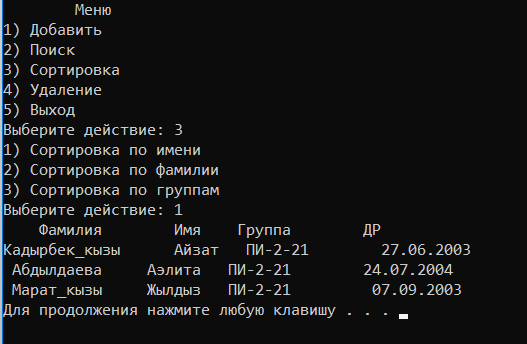 Меню
1) Добавить
2) Поиск
3) Сортировка
4) Удаление
5) Выход
Выберите действие: 3
1) Сортировка по имени
2) Сортировка по фамилии
3) Сортировка по группам
Выберите действие: 1
Фамилия Имя Группа ДР
Кадырбек_кызы Айзат ПИ-2-21 27.06.2003
Абдылдаева Аэлита ПИ-2-21 24.07.2004
Марат_кызы Жылдыз ПИ-2-21 07.09.2003
Для продолжения нажмите любую клавишу . . .